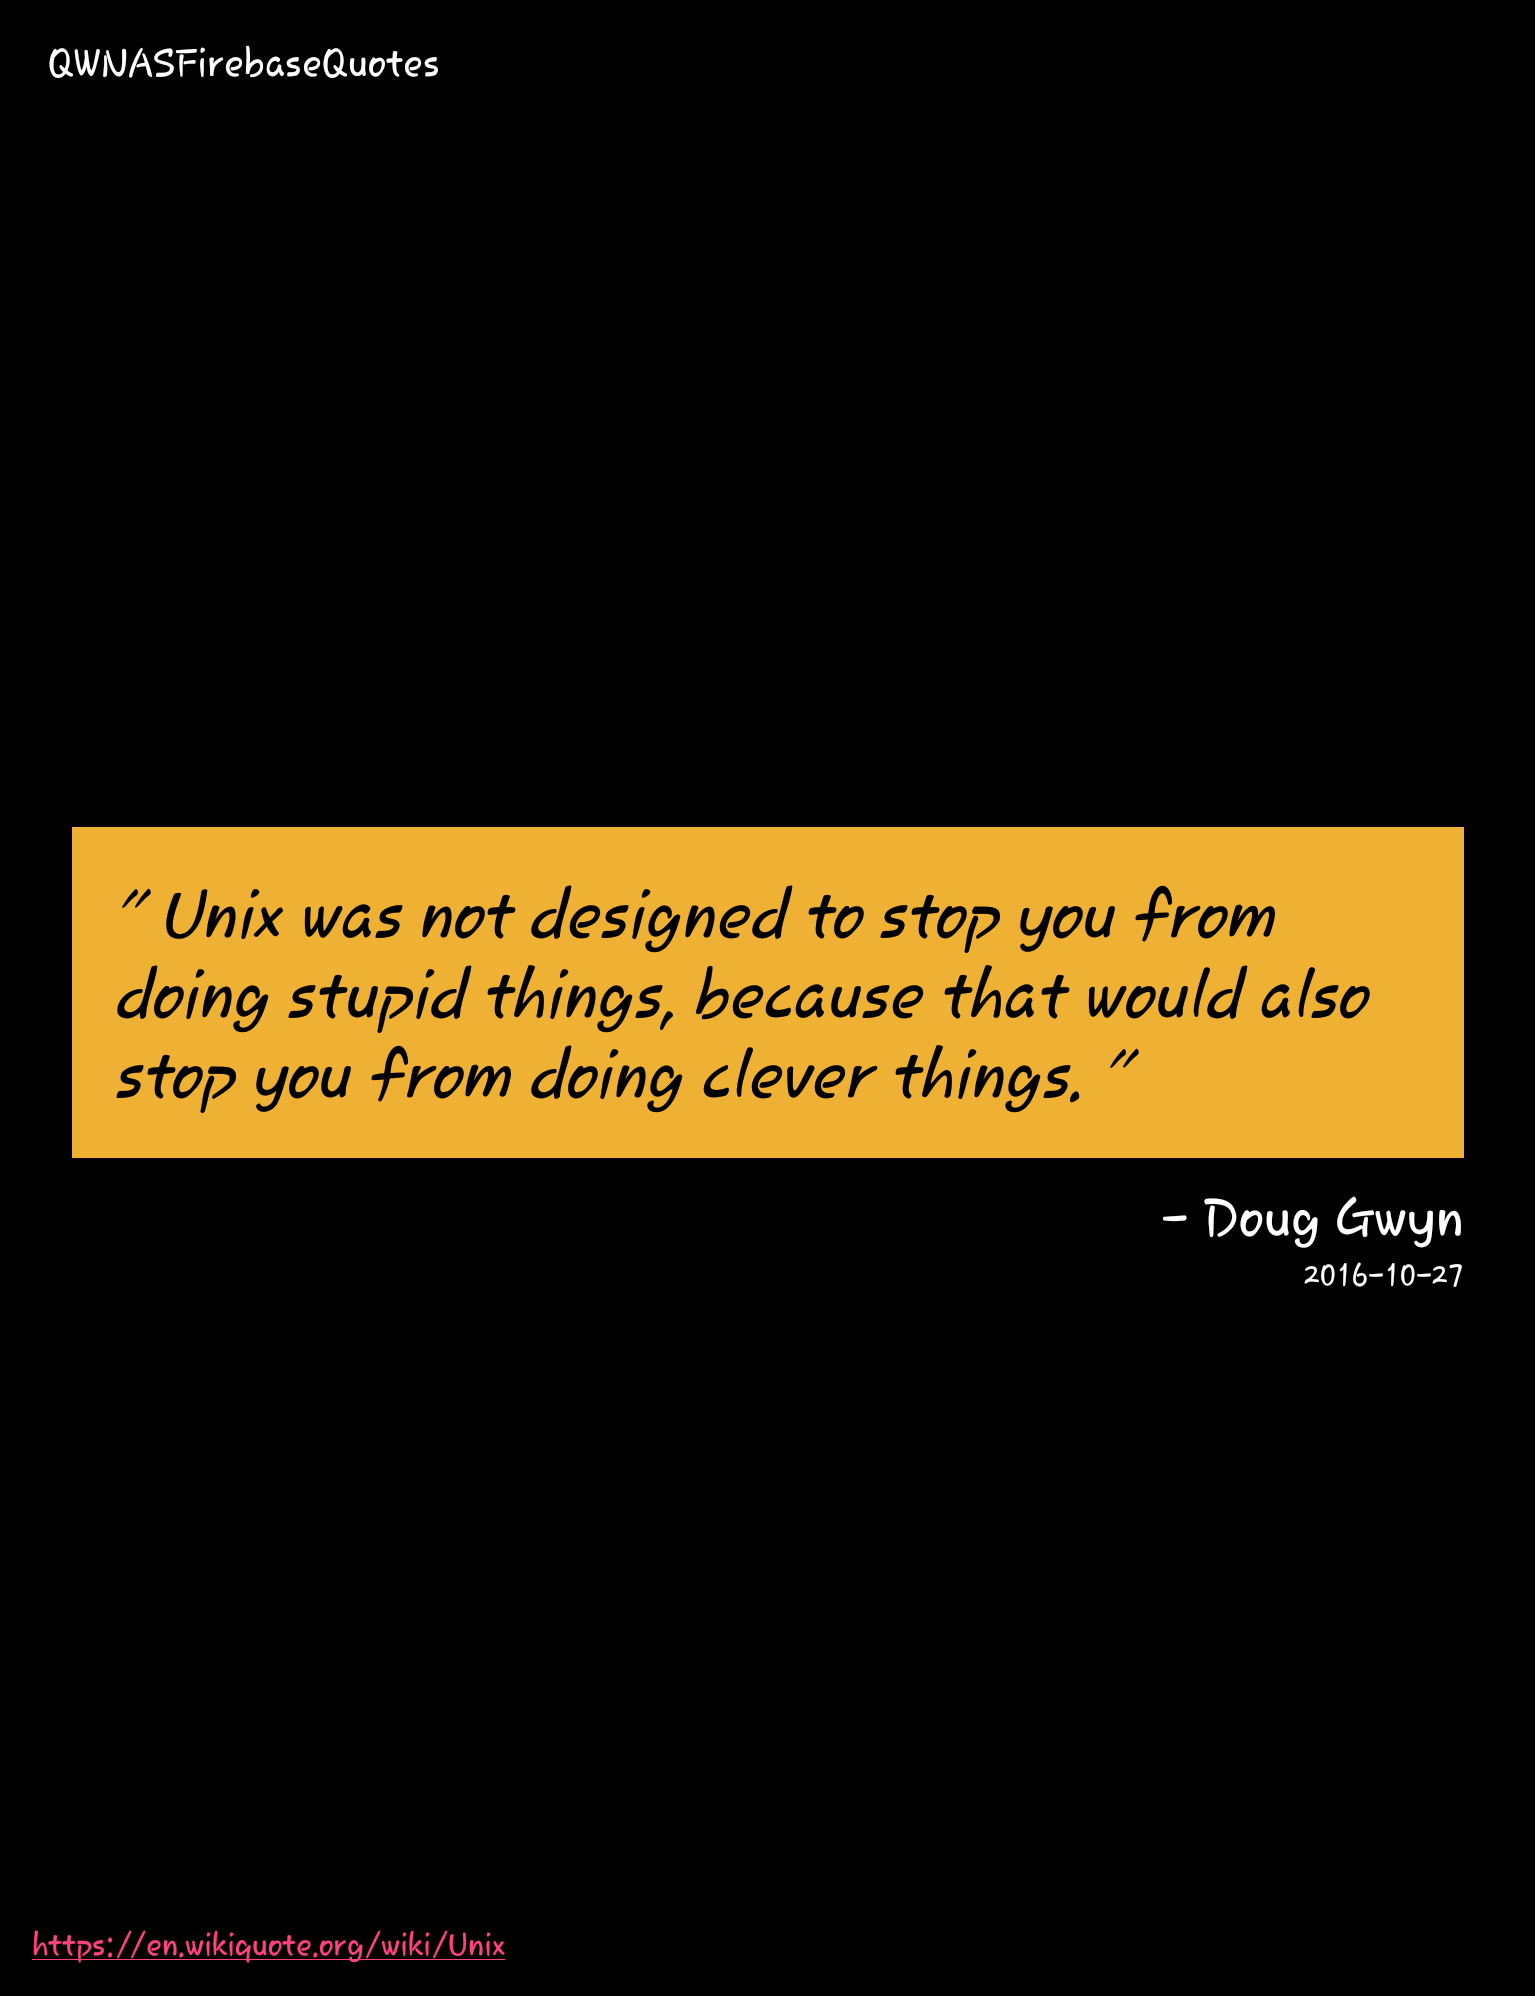 QWNASFirebaseQuotes
" Unix was not designed to stop you from
doing stupid things, because that would also
stop you from doing clever things. "
- Doug Gwyn
2016-10-27
https://en.wikiquote.org/wiki/Unix